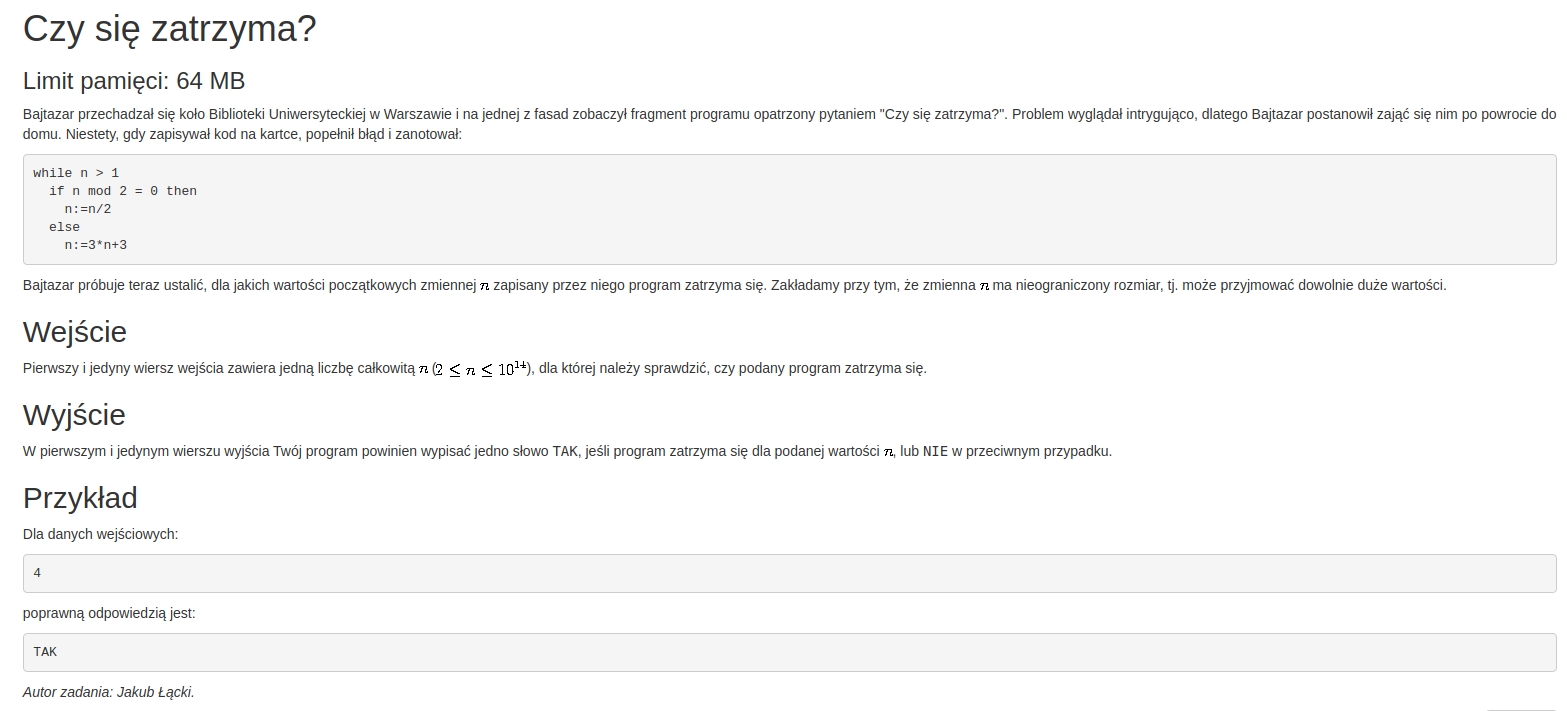 Czy się zatrzyma?
Limit pamięci: 64 MB
Bajtazar przechadzał się koło Biblioteki Uniwersyteckiej w Warszawie i na jednej z fasad zobaczył fragment programu opatrzony pytaniem "Czy się zatrzyma?". Problem wyglądał intrygująco, dlatego Bajtazar postanowił zająć się nim po powrocie do
domu. Niestety, gdy zapisywał kod na kartce, popełnił błąd i zanotował:
while n > 1
  if n mod 2 = 0 then
    n:=n/2
  else
    n:=3*n+3
Bajtazar próbuje teraz ustalić, dla jakich wartości początkowych zmiennej n zapisany przez niego program zatrzyma się. Zakładamy przy tym, że zmienna n ma nieograniczony rozmiar, tj. może przyjmować dowolnie duże wartości.
Wejście
Pierwszy i jedyny wiersz wejścia zawiera jedną liczbę całkowitą n (2 ≤ n ≤ 10¹⁴), dla której należy sprawdzić, czy podany program zatrzyma się.
Wyjście
W pierwszym i jedynym wierszu wyjścia Twój program powinien wypisać jedno słowo TAK, jeśli program zatrzyma się dla podanej wartości n, lub NIE w przeciwnym przypadku.
Przykład
Dla danych wejściowych:
4
poprawną odpowiedzią jest:
TAK
Autor zadania: Jakub Łącki.